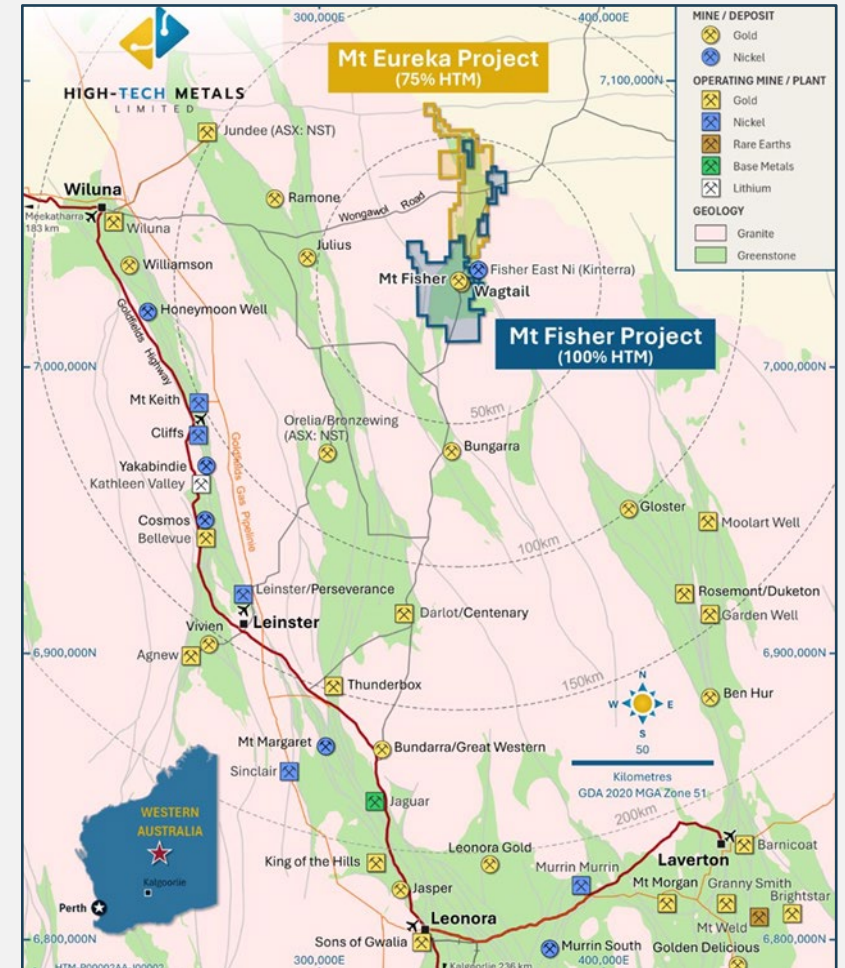 300,000E
400,000E
HIGH-TECH METALS
LIMITED
Mt Eureka Project
(75% HTM)
7,100,000N
MINE / DEPOSIT
Gold
Nickel
OPERATING MINE / PLANT
Gold
Nickel
Rare Earths
Base Metals
Lithium
GEOLOGY
Granite
Greenstone
Jundee (ASX: NST)
Wiluna
Meekatharra
183 km
Wiluna
Ramone
Wongawol Road
Julius
Williamson
Mt Fisher
Fisher East Ni (Kinterra)
Wagtail
Honeymoon Well
Goldfields Highway
Mt Fisher Project
(100% HTM)
7,000,000N
7,000,000N
Mt Keith
50km
Cliffs
Orelia/Bronzewing
(ASX: NST)
Bungarra
Goldfields Gas Pipeline
Yakabindie
Kathleen Valley
Gloster
Cosmos
Moolart Well
Bellevue
100km
Leinster/Perseverance
Rosemont/Duketon
Darlot/Centenary
Garden Well
Vivien
Leinster
Agnew
6,900,000N
6,900,000N
150km
Thunderbox
N
W
E
S
Ben Hur
Mt Margaret
Bundarra/Great Western
50
Kilometres
GDA 2020 MGA Zone 51
Sinclair
Jaguar
200km
WESTERN
AUSTRALIA
Kalgoorlie
Perth
Leonora Gold
Barnicoat
Laverton
King of the Hills
Murrin Murrin
Mt Morgan
Granny Smith
Jasper
Brightstar
Mt Weld
Leonora
Sons of Gwalia
Murrin South
Golden Delicious
6,800,000N
6,800,000N
300,000E
400,000E
Kalgoorlie 236 km